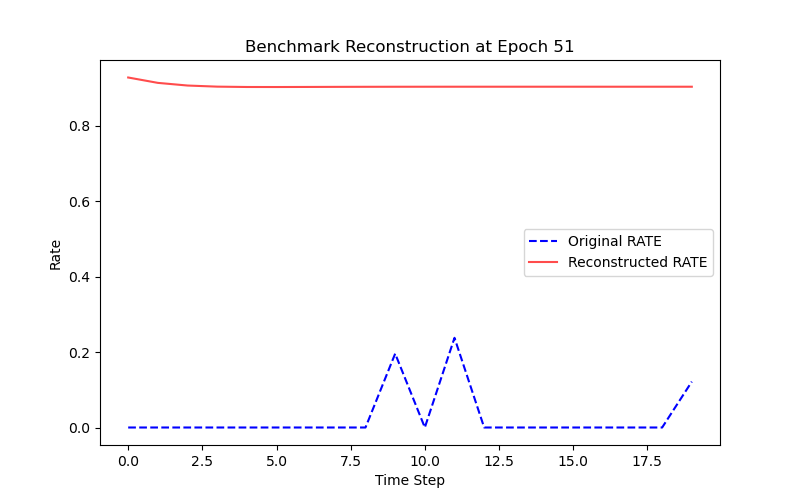 Benchmark Reconstruction at Epoch 51
Rate
0.8
0.6
0.4
0.2
0.0
Original RATE
Reconstructed RATE
0.0 2.5 5.0 7.5 10.0 12.5 15.0 17.5
Time Step